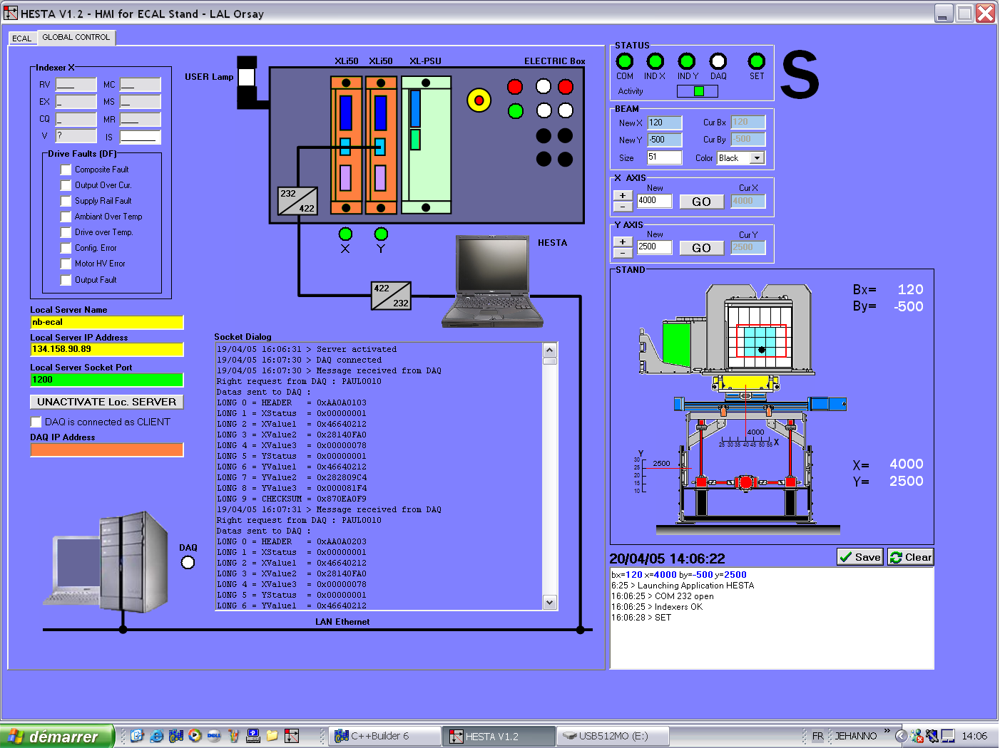 HESTA V1.2 - HMI for ECAL Stand - LAL Orsay
ECAL
GLOBAL CONTROL
Indexer X
RV ___ MC ___
EX _ MS __
CQ _ MR ____
V ? IS ________
Drive Faults (DF)
Composite Fault
Output Over Cur.
Supply Rail Fault
Ambiant Over Temp
Drive over Temp.
Config. Error
Motor HV Error
Output Fault
Local Server Name
nb-ecal
Local Server IP Address
134.158.90.89
Local Server Socket Port
1200
UNACTIVATE Loc. SERVER
DAQ is connected as CLIENT
DAQ IP Address
USER Lamp
XLi50 XLi50 XL-PSU ELECTRIC Box
232
422
X Y
HESTA
422
232
Socket Dialog
19/04/05 16:06:31 > Server activated
19/04/05 16:07:30 > DAQ connected
19/04/05 16:07:30 > Message received from DAQ
Right request from DAQ : PAUL0010
Datas sent to DAQ :
LONG 0 = HEADER = 0xAA0A0103
LONG 1 = XStatus = 0x00000001
LONG 2 = XValue1 = 0x46640212
LONG 3 = XValue2 = 0x28140FA0
LONG 4 = XValue3 = 0x00000078
LONG 5 = YStatus = 0x00000001
LONG 6 = YValue1 = 0x46640212
LONG 7 = YValue2 = 0x282809C4
LONG 8 = YValue3 = 0x000081F4
LONG 9 = CHECKSUM = 0x870EA0F9
19/04/05 16:07:31 > Message received from DAQ
Right request from DAQ : PAUL0010
Datas sent to DAQ :
LONG 0 = HEADER = 0xAA0A0203
LONG 1 = XStatus = 0x00000001
LONG 2 = XValue1 = 0x46640212
LONG 3 = XValue2 = 0x28140FA0
LONG 4 = XValue3 = 0x00000078
LONG 5 = YStatus = 0x00000001
LONG 6 = YValue1 = 0x46640212
DAQ
LAN Ethernet
STATUS
COM IND X IND Y DAQ SET
Activity
S
BEAM
New X 120 Cur Bx 120
New Y -500 Cur By -500
Size 51 Color Black
X AXIS
New Cur X
+ - 4000 GO 4000
Y AXIS
New Cur Y
+ - 2500 GO 2500
STAND
Bx= 120
By= -500
4000
25 30 35 40 45 50 55 X
Y
30
25 2500
20
15
10
X= 4000
Y= 2500
20/04/05 14:06:22
Save Clear
bx=120 x=4000 by=-500 y=2500
6:25 > Launching Application HESTA
16:06:25 > COM 232 open
16:06:25 > Indexers OK
16:06:28 > SET
démarrer
DELL
C++Builder 6
HESTA V1.2
USB512MO (E:)
FR
JEHANNO »
14:06